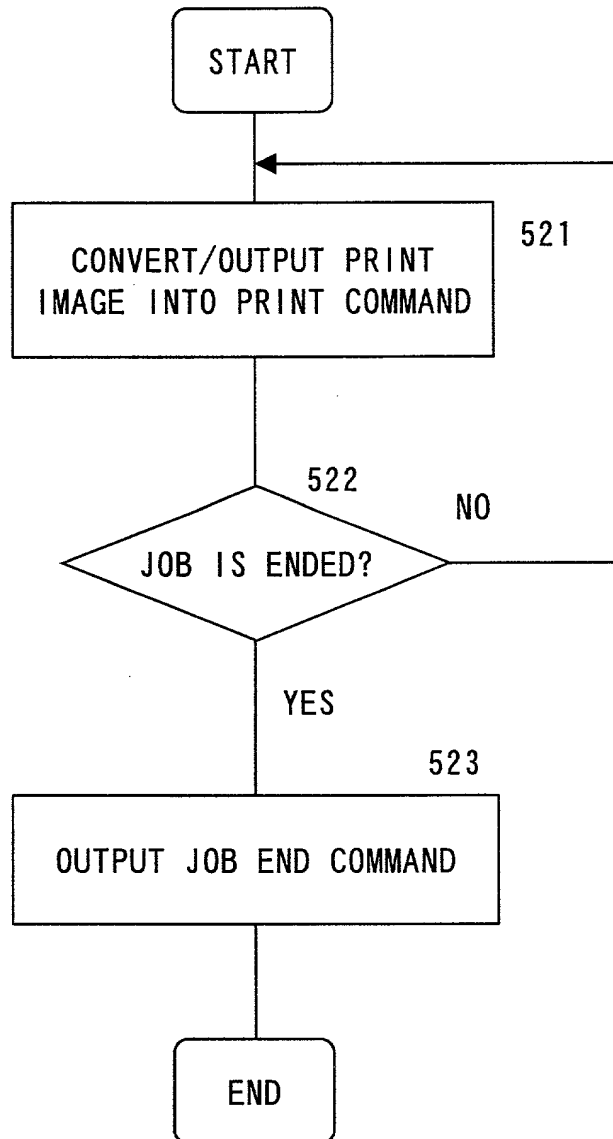 START
521
CONVERT/OUTPUT PRINT
IMAGE INTO PRINT COMMAND
522
NO
JOB IS ENDED?
YES
523
OUTPUT JOB END COMMAND
END